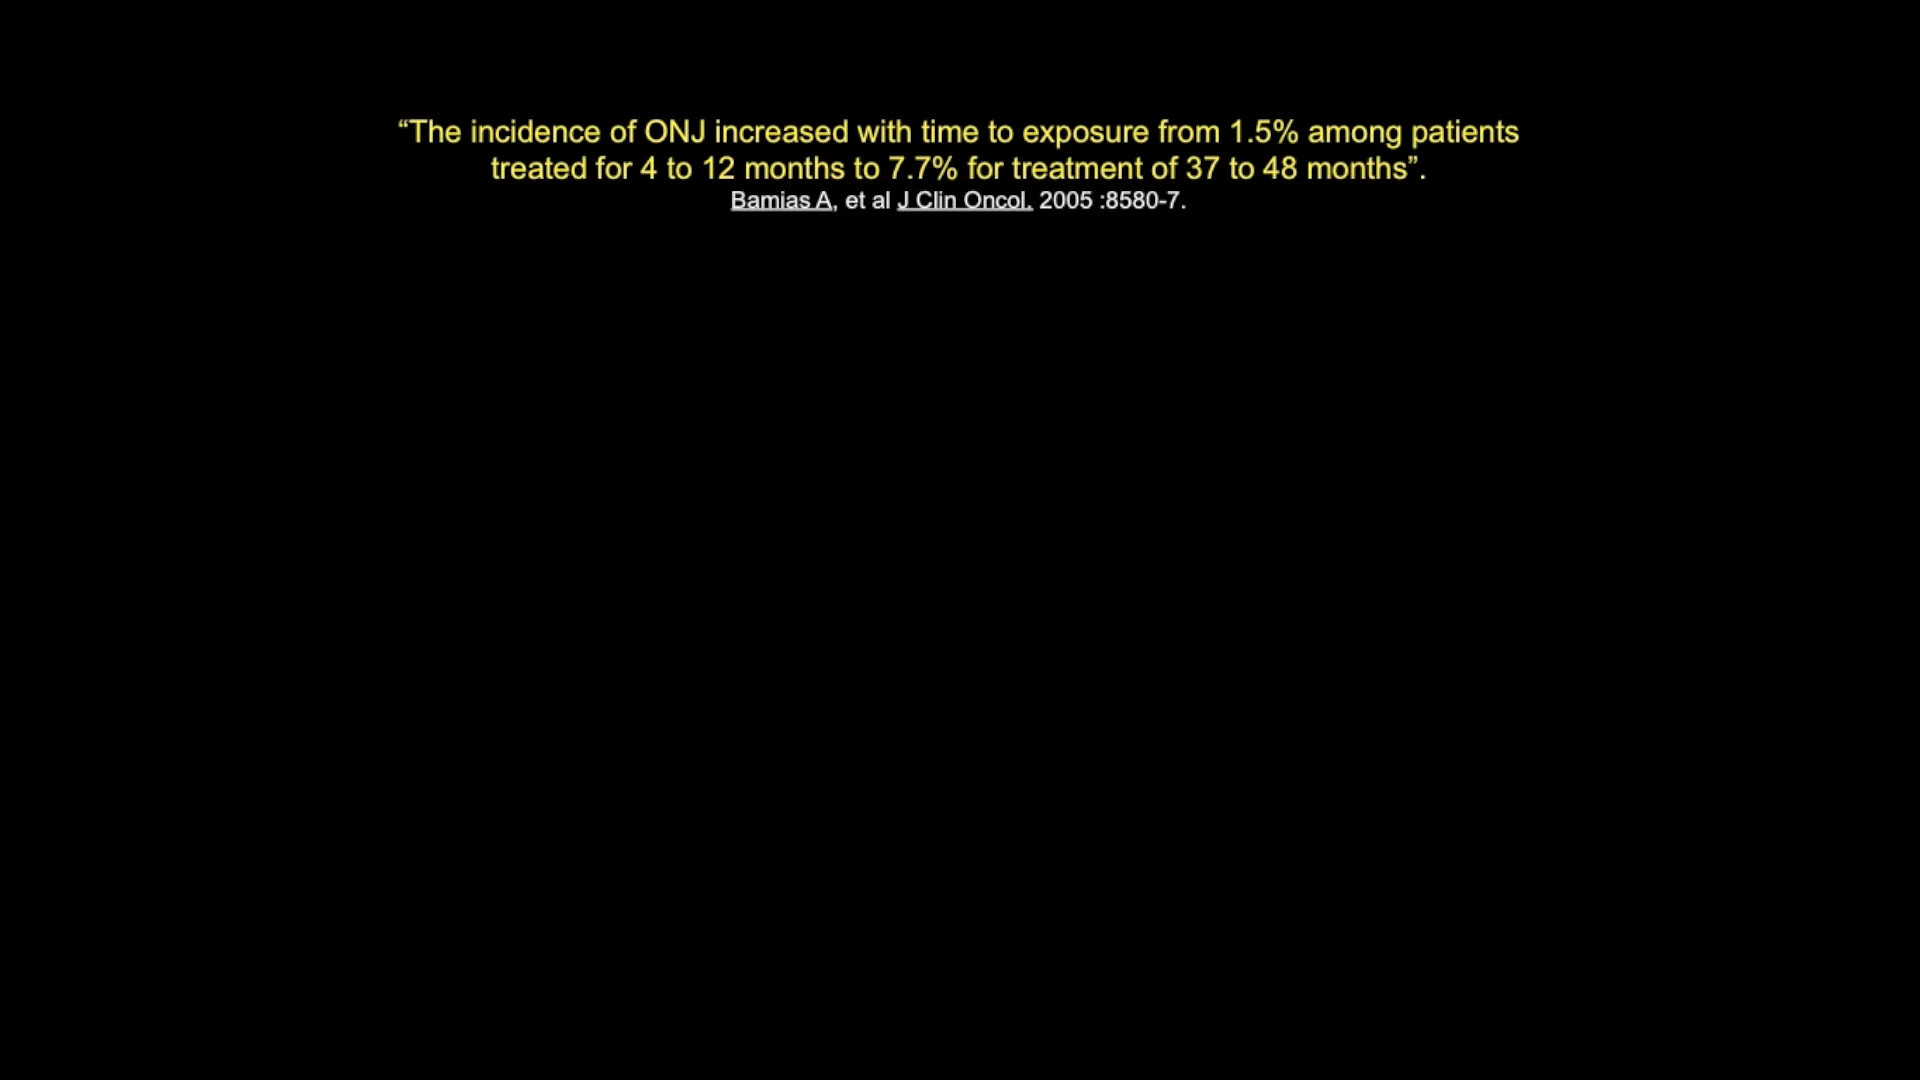 “The incidence of ONJ increased with time to exposure from 1.5% among patients
treated for 4 to 12 months to 7.7% for treatment of 37 to 48 months”.
Bamias A, et al J Clin Oncol. 2005 :8580-7.